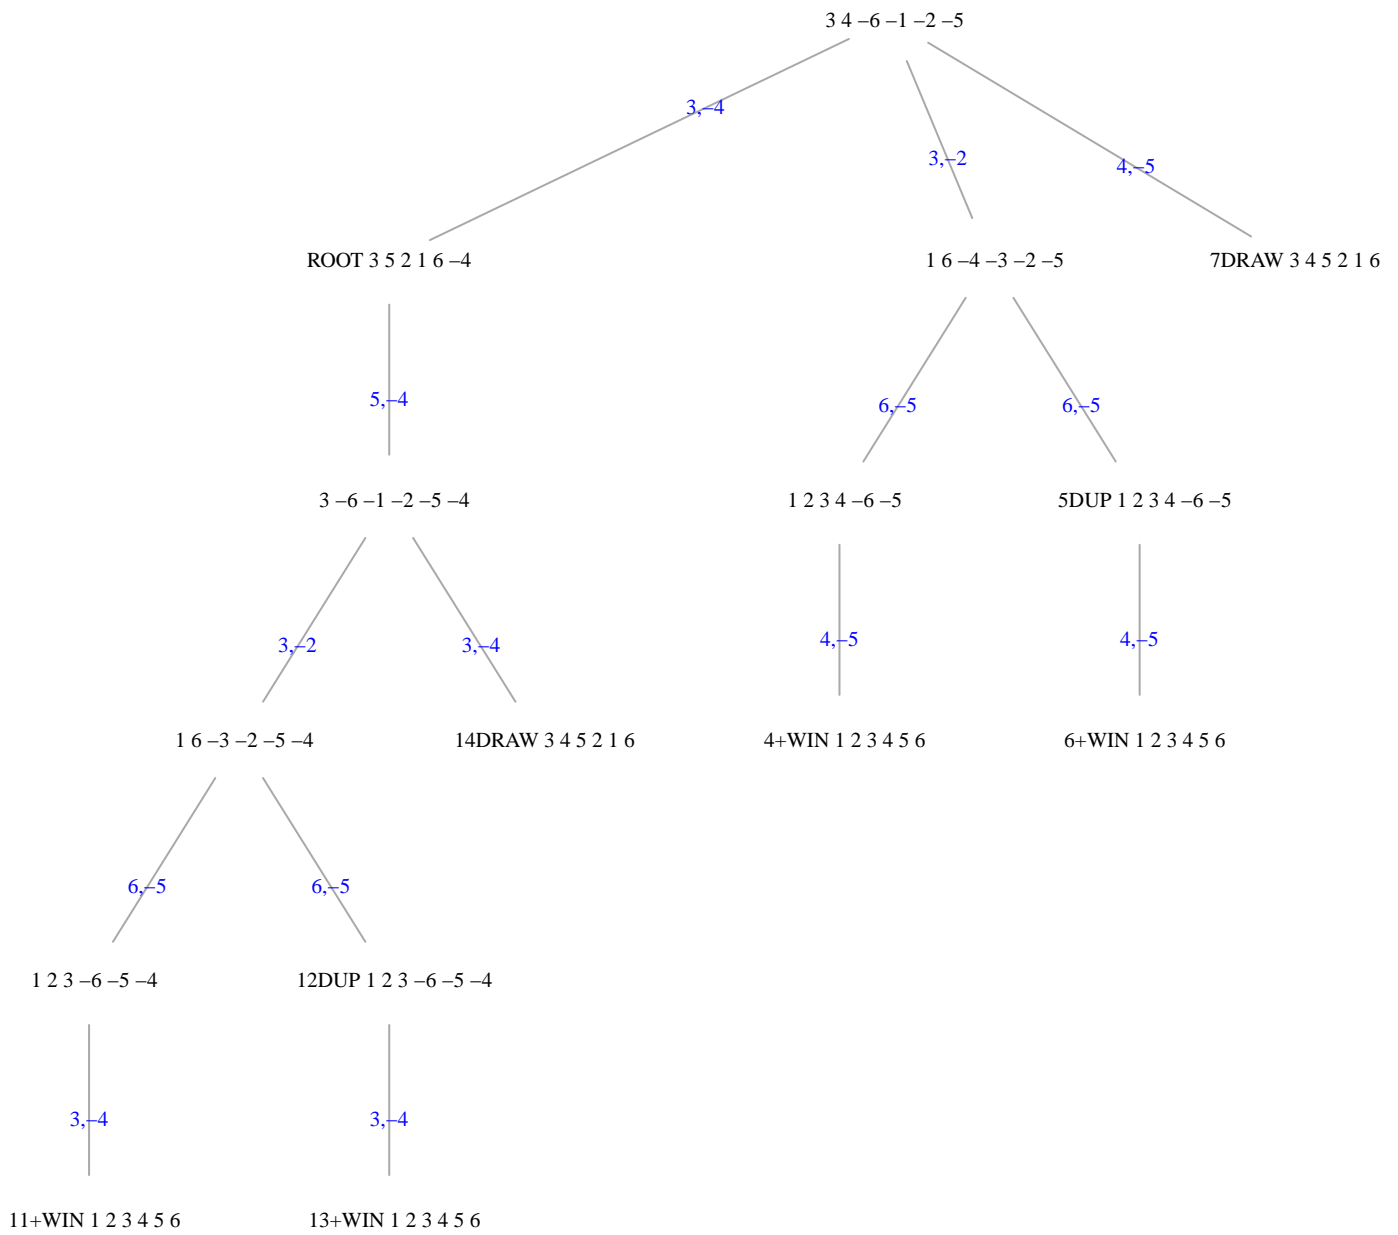 3 4 –6 –1 –2 –5
3,–4
3,–2
4,–5
ROOT 3 5 2 1 6 –4
1 6 –4 –3 –2 –5
7DRAW 3 4 5 2 1 6
5,–4
6,–5
6,–5
3 –6 –1 –2 –5 –4
1 2 3 4 –6 –5
5DUP 1 2 3 4 –6 –5
3,–2
3,–4
4,–5
4,–5
1 6 –3 –2 –5 –4
14DRAW 3 4 5 2 1 6
4+WIN 1 2 3 4 5 6
6+WIN 1 2 3 4 5 6
6,–5
6,–5
1 2 3 –6 –5 –4
12DUP 1 2 3 –6 –5 –4
3,–4
3,–4
11+WIN 1 2 3 4 5 6
13+WIN 1 2 3 4 5 6